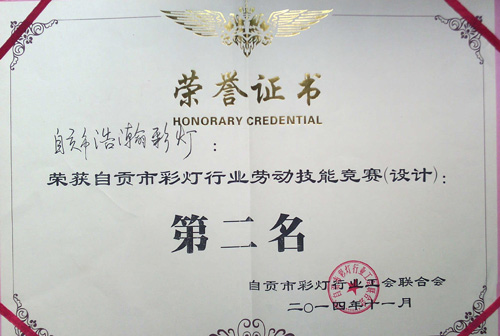 荣誉证书
HONORARY CREDENTIAL
自贡市浩瀚彩灯：
荣获自贡市彩灯行业劳动技能竞赛(设计)：
第二名
自贡市彩灯行业工会联合会
二〇一四年十一月